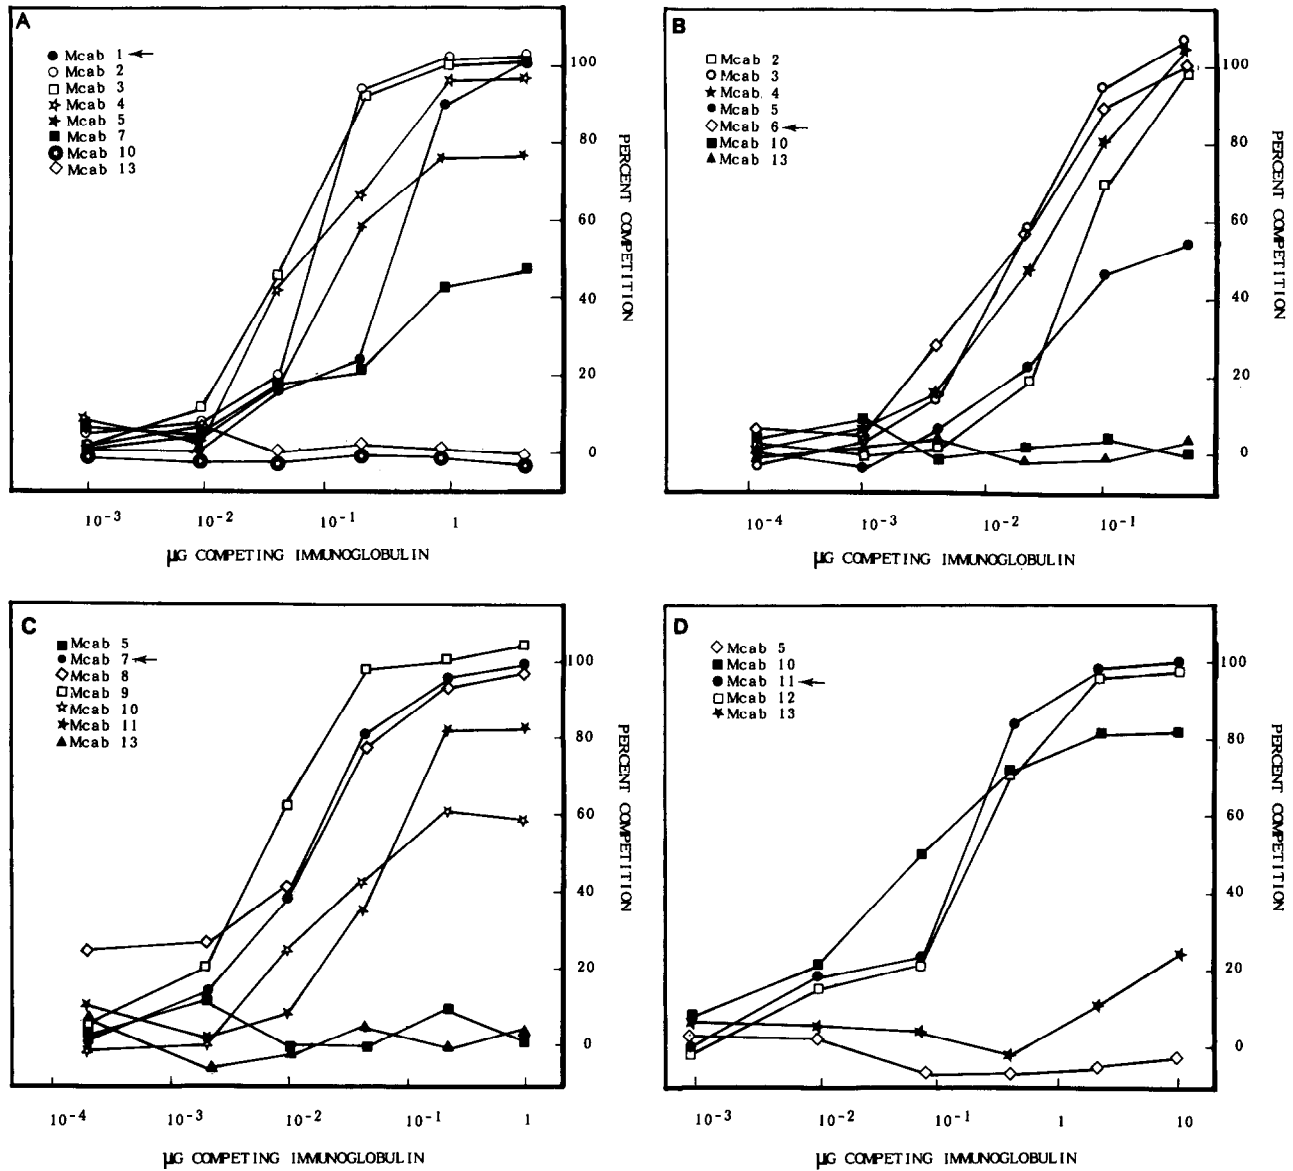 A
Mcab 1
Mcab 2
Mcab 3
Mcab 4
Mcab 5
Mcab 7
Mcab 10
Mcab 13
100
80
60
40
20
0
PERCENT COMPETITION
10-3
10-2
10-1
1
µG COMPETING IMMUNOGLOBULIN
B
Mcab 2
Mcab 3
Mcab. 4
Mcab 5
Mcab 6
Mcab 10
Mcab 13
100
80
60
40
20
0
PERCENT COMPETITION
10-4
10-3
10-2
10-1
µG COMPETING IMMUNOGLOBULIN
C
Mcab 5
Mcab 7
Mcab 8
Mcab 9
Mcab 10
Mcab 11
Mcab 13
100
80
60
40
20
0
PERCENT COMPETITION
10-4
10-3
10-2
10-1
1
µG COMPETING IMMUNOGLOBULIN
D
Mcab 5
Mcab 10
Mcab 11
Mcab 12
Mcab 13
100
80
60
40
20
0
PERCENT COMPETITION
10-3
10-2
10-1
1
10
µG COMPETING IMMUNOGLOBULIN